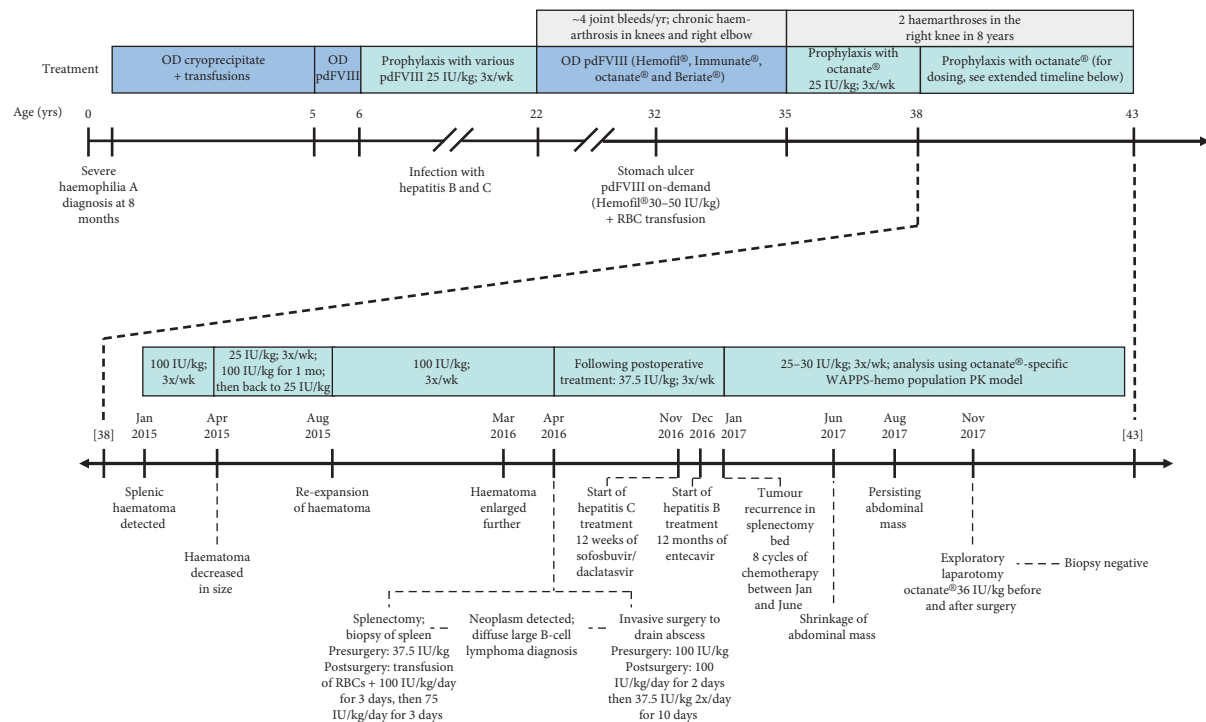 ~4 joint bleeds/yr; chronic haem-
arthrosis in knees and right elbow
2 haemarthroses in the
right knee in 8 years
Treatment
OD cryoprecipitate
+ transfusions
OD
pdFVIII
Prophylaxis with various
pdFVIII 25 IU/kg; 3x/wk
OD pdFVIII (Hemofil®, Immunate®,
octanate® and Beriate®)
Prophylaxis with
octanate®
25 IU/kg; 3x/wk
Prophylaxis with octanate® (for
dosing, see extended timeline below)
Age (yrs)
0
5
6
22
32
35
38
43
Severe
haemophilia A
diagnosis at 8
months
Infection with
hepatitis B and C
Stomach ulcer
pdFVIII on-demand
(Hemofil®30–50 IU/kg)
+ RBC transfusion
100 IU/kg;
3x/wk
25 IU/kg; 3x/wk;
100 IU/kg for 1 mo;
then back to 25 IU/kg
100 IU/kg;
3x/wk
Following postoperative
treatment: 37.5 IU/kg; 3x/wk
25–30 IU/kg; 3x/wk; analysis using octanate®-specific
WAPPS-hemo population PK model
[38]
Jan
2015
Apr
2015
Aug
2015
Mar
2016
Apr
2016
Nov
2016
Dec
2016
Jan
2017
Jun
2017
Aug
2017
Nov
2017
[43]
Splenic
haematoma
detected
Haematoma
decreased
in size
Re-expansion
of haematoma
Haematoma
enlarged
further
Start of
hepatitis C
treatment
12 weeks of
sofosbuvir/
daclatasvir
Start of
hepatitis B
treatment
12 months of
entecavir
Tumour
recurrence in
splenectomy
bed
8 cycles of
chemotherapy
between Jan
and June
Persisting
abdominal
mass
Shrinkage of
abdominal mass
Exploratory
laparotomy
octanate®36 IU/kg before
and after surgery
Biopsy negative
Splenectomy;
biopsy of spleen
Presurgery: 37.5 IU/kg
Postsurgery: transfusion
of RBCs + 100 IU/kg/day
for 3 days, then 75
IU/kg/day for 3 days
Neoplasm detected;
diffuse large B-cell
lymphoma diagnosis
Invasive surgery to
drain abscess
Presurgery: 100 IU/kg
Postsurgery: 100
IU/kg/day for 2 days
then 37.5 IU/kg 2x/day
for 10 days